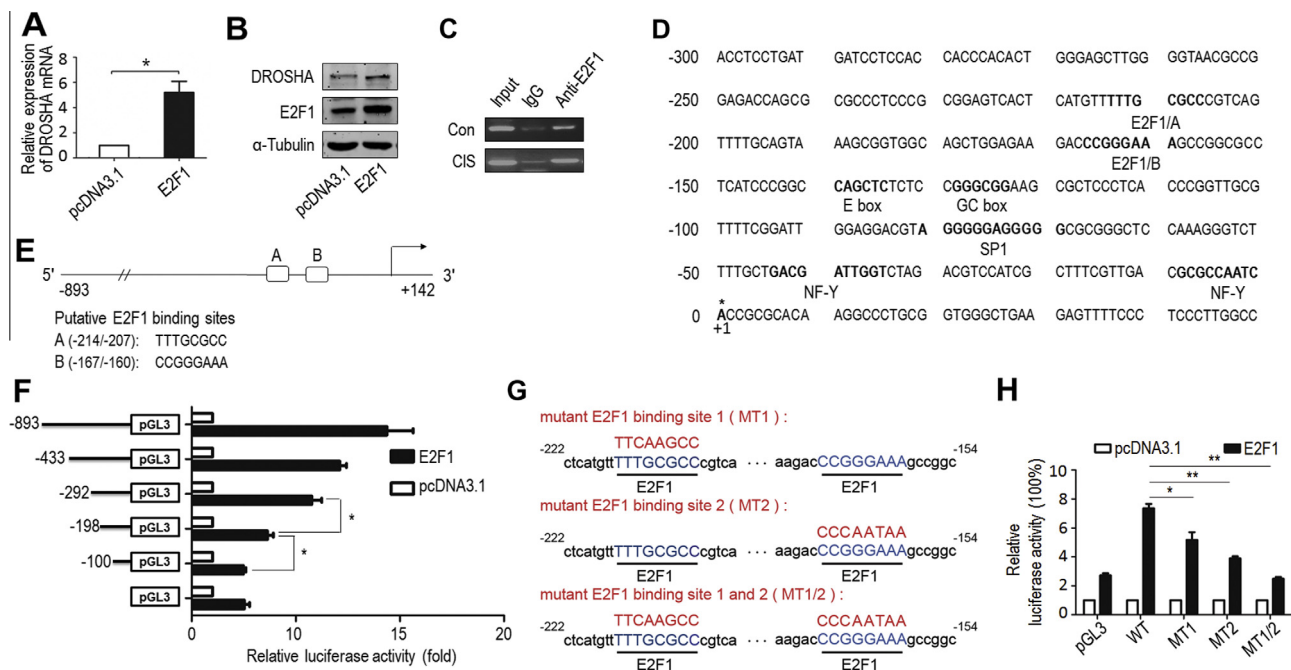 A
Relative expression
of DROSHA mRNA
8
6
4
2
0
*
pcDNA3.1
E2F1
B
DROSHA
E2F1
α-Tubulin
pcDNA3.1
E2F1
C
Input
IgG
Anti-E2F1
Con
CIS
D
-300 ACCTCCTGAT GATCCTCCAC CACCCACACT GGGAGCTTGG GGTAACGCCG
-250 GAGACCAGCG CGCCCTCCCG CGGAGTCACT CATGTTTTTG CGCCCGTCAG
E2F1/A
-200 TTTTGCAGTA AAGCGGTGGC AGCTGGAGAA GACCCGGGAA AGCCGGCGCC
E2F1/B
-150 TCATCCCGGC CAGCTCTCTC CGGGCGGAAG CGCTCCCTCA CCCGGTTGCG
E box GC box
-100 TTTTCGGATT GGAGGACGTA GGGGGAGGGG GCGCGGGCTC CAAAGGGTCT
SP1
-50 TTTGCTGACG ATTGGTCTAG ACGTCCATCG CTTTCGTTGA CGCGCCAATC
NF-Y NF-Y
*
0 ACCGCGCACA AGGCCCTGCG GTGGGCTGAA GAGTTTTCCC TCCCTTGGCC
+1
E
A B
5' 3'
-893 +142
Putative E2F1 binding sites
A (-214/-207): TTTGCGCC
B (-167/-160): CCGGGAAA
F
-893 pGL3
-433 pGL3
-292 pGL3
-198 pGL3
-100 pGL3
pGL3
E2F1
pcDNA3.1
*
*
0 10 15 20
Relative luciferase activity (fold)
G
mutant E2F1 binding site 1 ( MT1 ) :
TTCAAGCC
-222 ctcatgttTTTGCGCCcgtca ··· aagacCCGGGAAAgccggc -154
E2F1 E2F1
mutant E2F1 binding site 2 ( MT2 ) :
CCCAATAA
-222 ctcatgttTTTGCGCCcgtca ··· aagacCCGGGAAAgccggc -154
E2F1 E2F1
mutant E2F1 binding site 1 and 2 ( MT1/2 ) :
TTCAAGCC CCCAATAA
-222 ctcatgttTTTGCGCCcgtca ··· aagacCCGGGAAAgccggc -154
E2F1 E2F1
H
pcDNA3.1 E2F1
Relative
luciferase activity (100%)
10
8
6
4
2
0
**
**
*
pGL3
WT
MT1
MT2
MT1/2